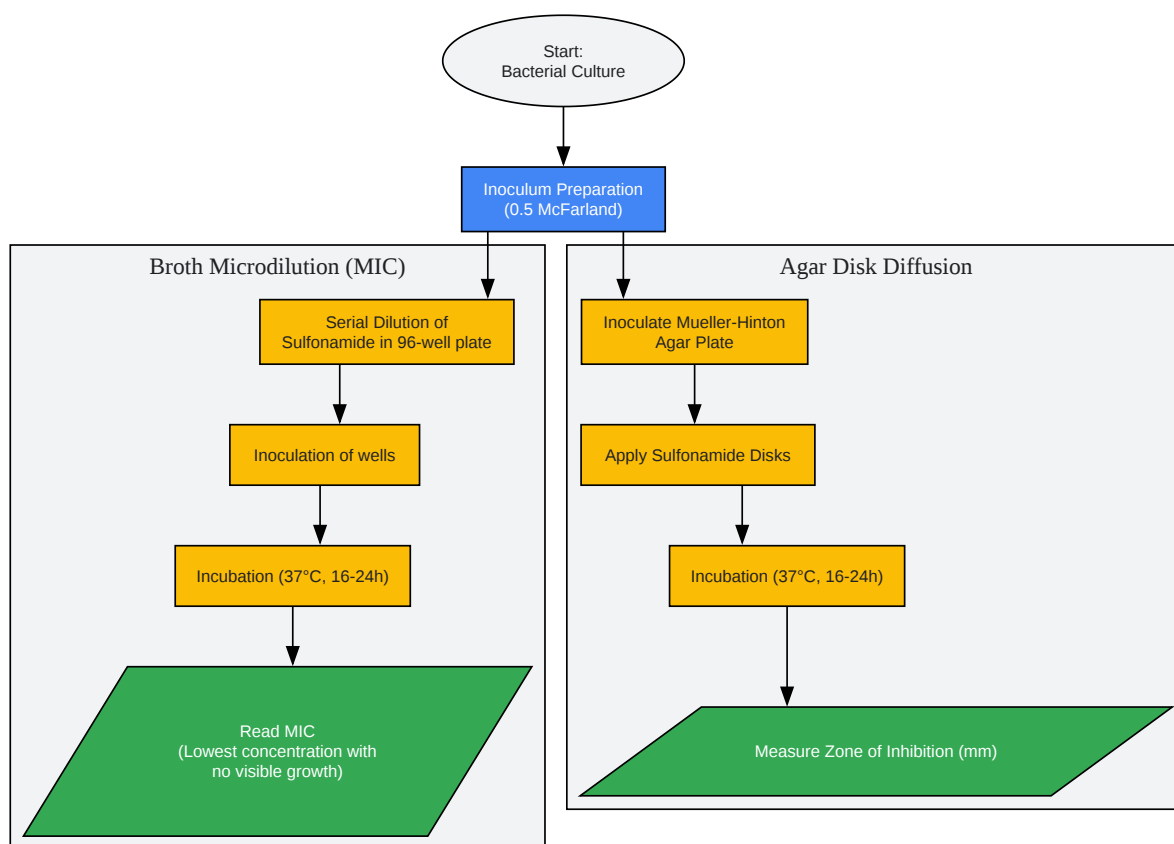 Start:
Bacterial Culture
Inoculum Preparation
(0.5 McFarland)
Broth Microdilution (MIC)
Serial Dilution of
Sulfonamide in 96-well plate
Inoculation of wells
Incubation (37°C, 16-24h)
Read MIC
(Lowest concentration with
no visible growth)
Agar Disk Diffusion
Inoculate Mueller-Hinton
Agar Plate
Apply Sulfonamide Disks
Incubation (37°C, 16-24h)
Measure Zone of Inhibition (mm)